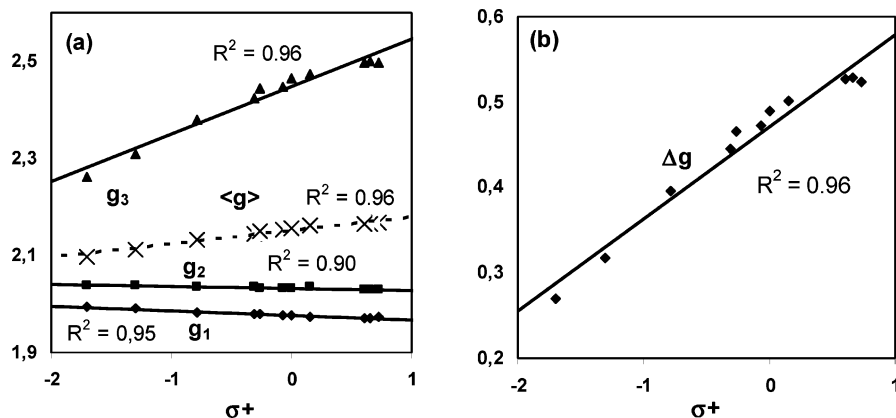 (a)
R² = 0.96
2,5
2,3
g₃
<g>
R² = 0.96
2,1
g₂
R² = 0.90
R² = 0,95
g₁
1,9
-2
-1
0
1
σ+
(b)
0,6
0,5
Δg
R² = 0.96
0,4
0,3
0,2
-2
-1
0
1
σ+